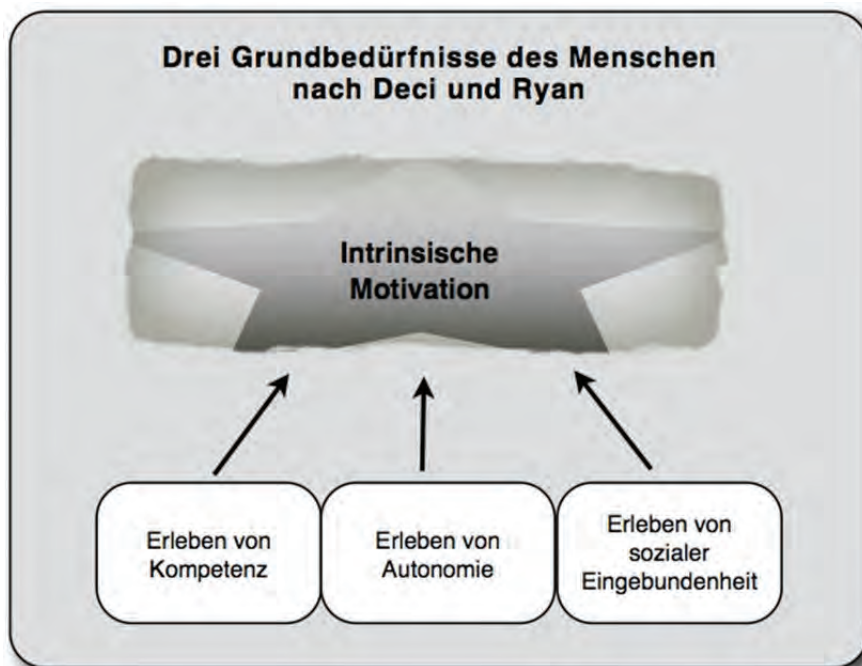 Drei Grundbedürfnisse des Menschen
nach Deci und Ryan
Intrinsische
Motivation
Erleben von
Kompetenz
Erleben von
Autonomie
Erleben von
sozialer
Eingebundenheit